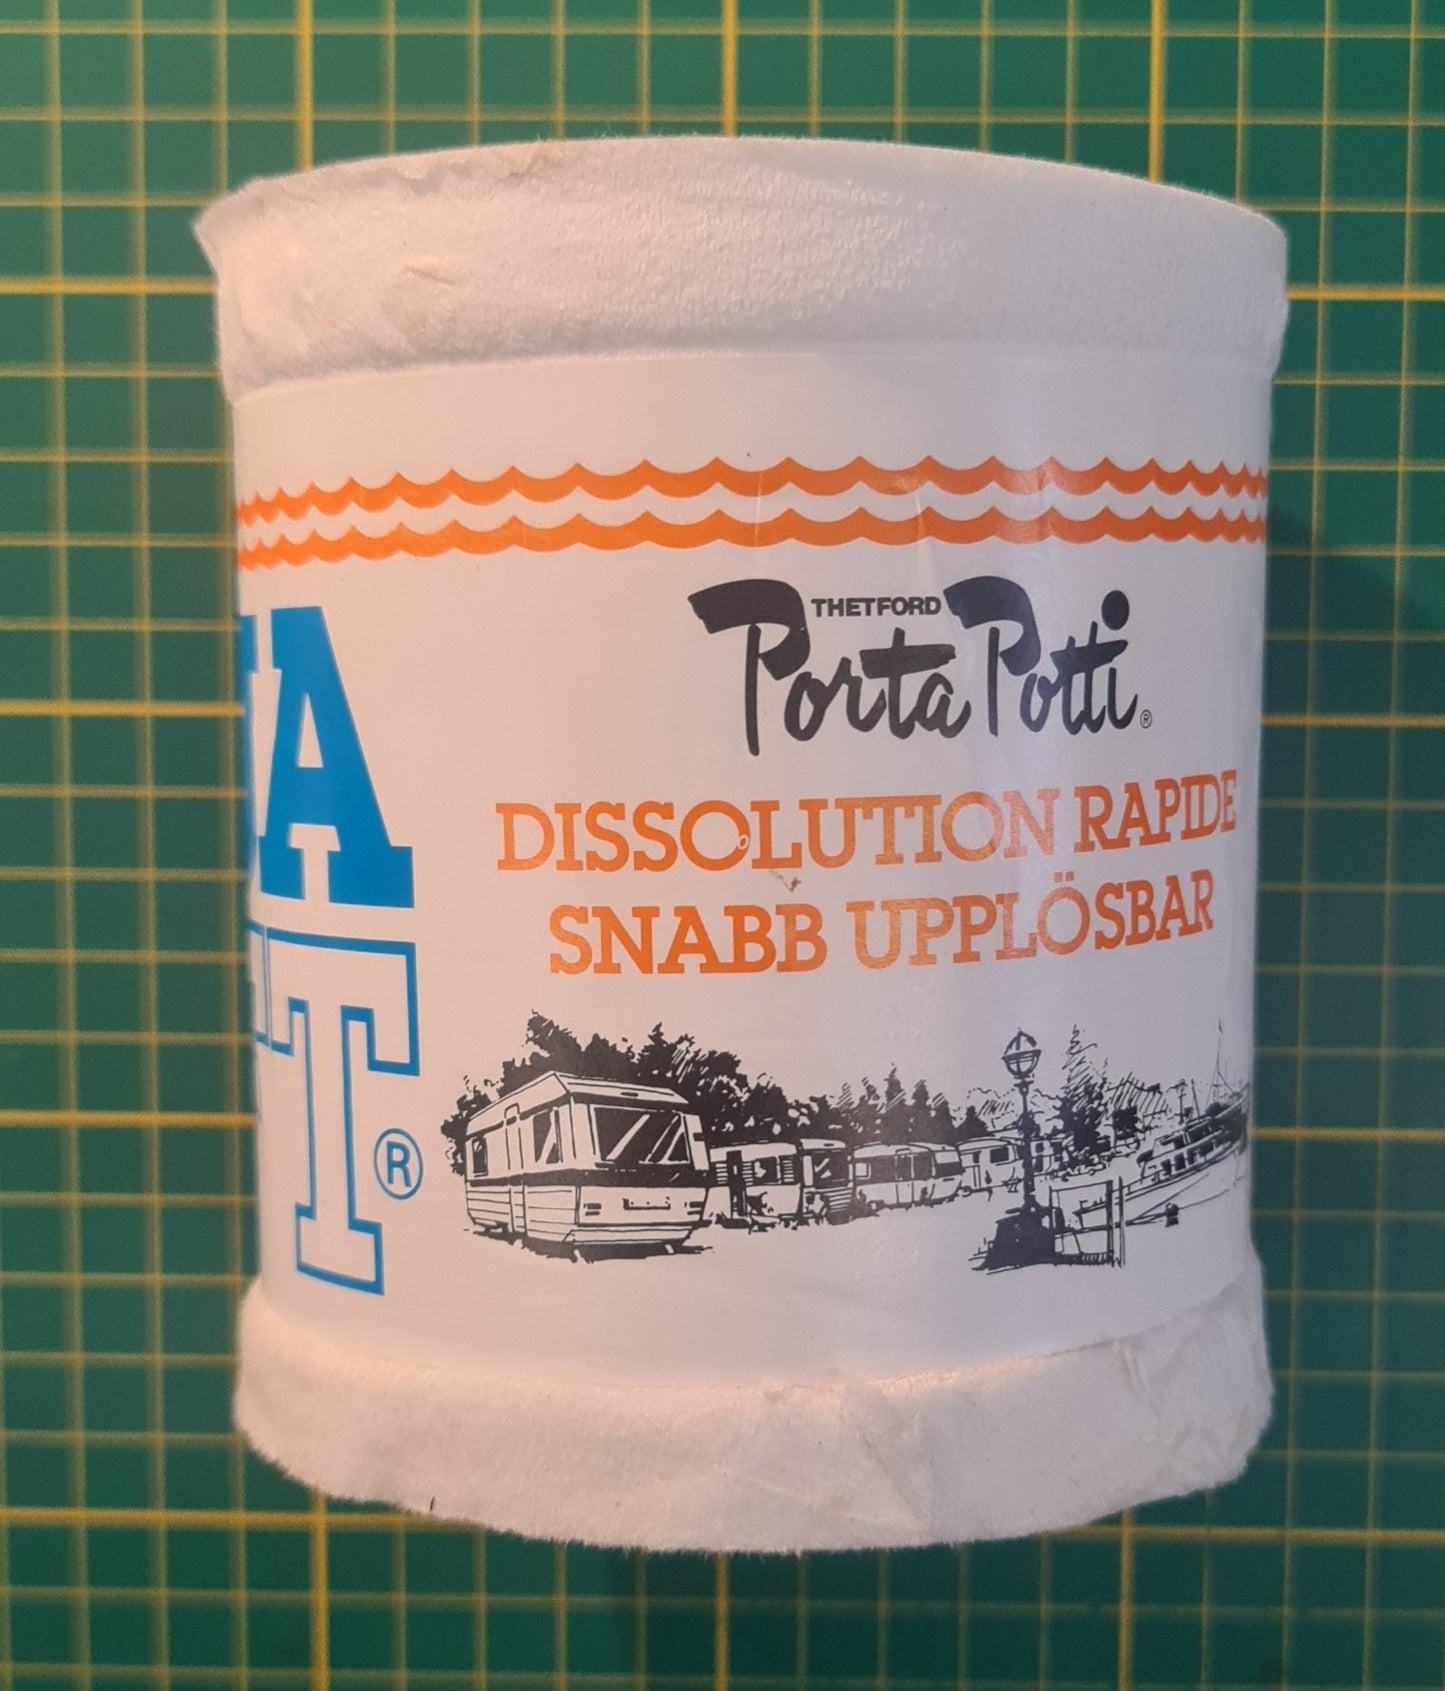 THETFORD
Porta Potti®
DISSOLUTION RAPIDE
SNABB UPPLÖSBAR
®